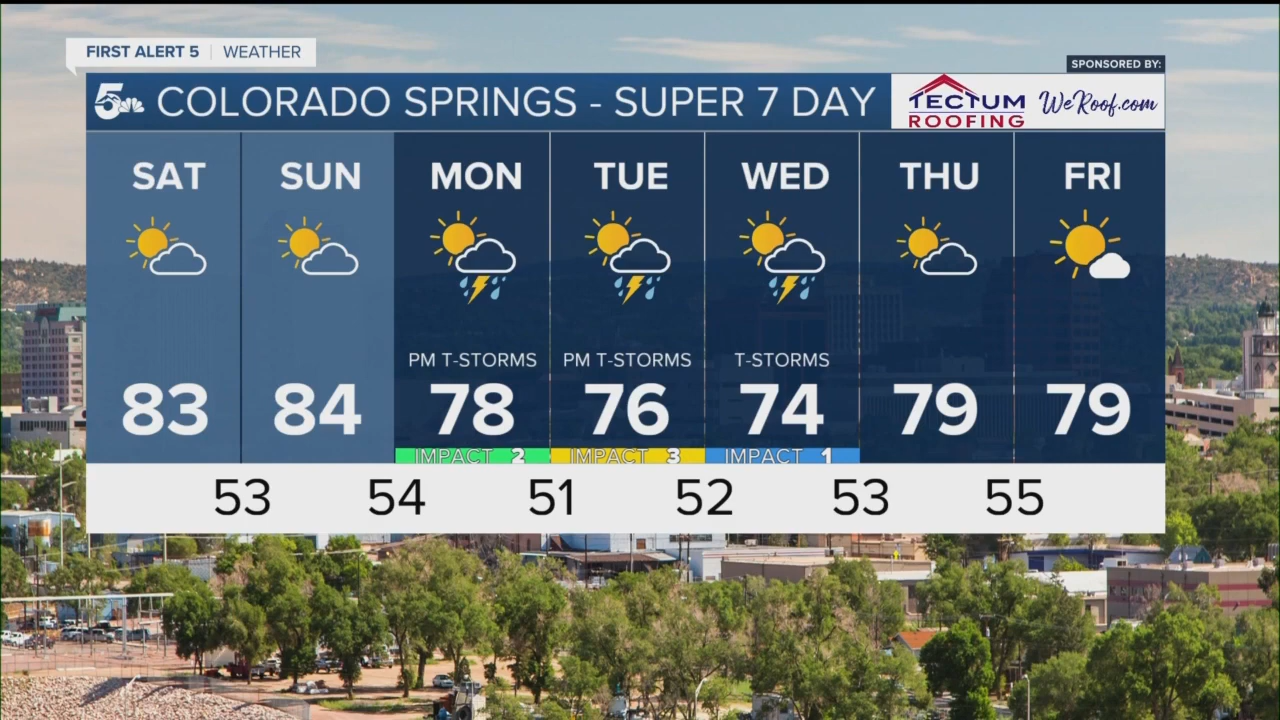 FIRST ALERT 5 | WEATHER
SPONSORED BY:
5 COLORADO SPRINGS - SUPER 7 DAY
TECTUM
ROOFING
WeRoof.com
SAT SUN MON TUE WED THU FRI
PM T-STORMS PM T-STORMS T-STORMS
83 84 78 76 74 79 79
IMPACT 2 IMPACT 3 IMPACT 1
53 54 51 52 53 55